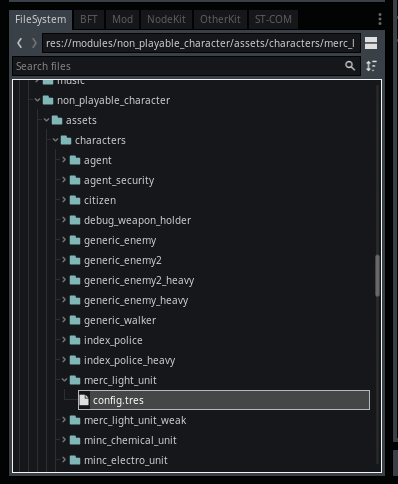 FileSystem BFT Mod NodeKit OtherKit ST-COM
res://modules/non_playable_character/assets/characters/merc_l
Search files
music
non_playable_character
assets
characters
agent
agent_security
citizen
debug_weapon_holder
generic_enemy
generic_enemy2
generic_enemy2_heavy
generic_enemy_heavy
generic_walker
index_police
index_police_heavy
merc_light_unit
config.tres
merc_light_unit_weak
minc_chemical_unit
minc_electro_unit